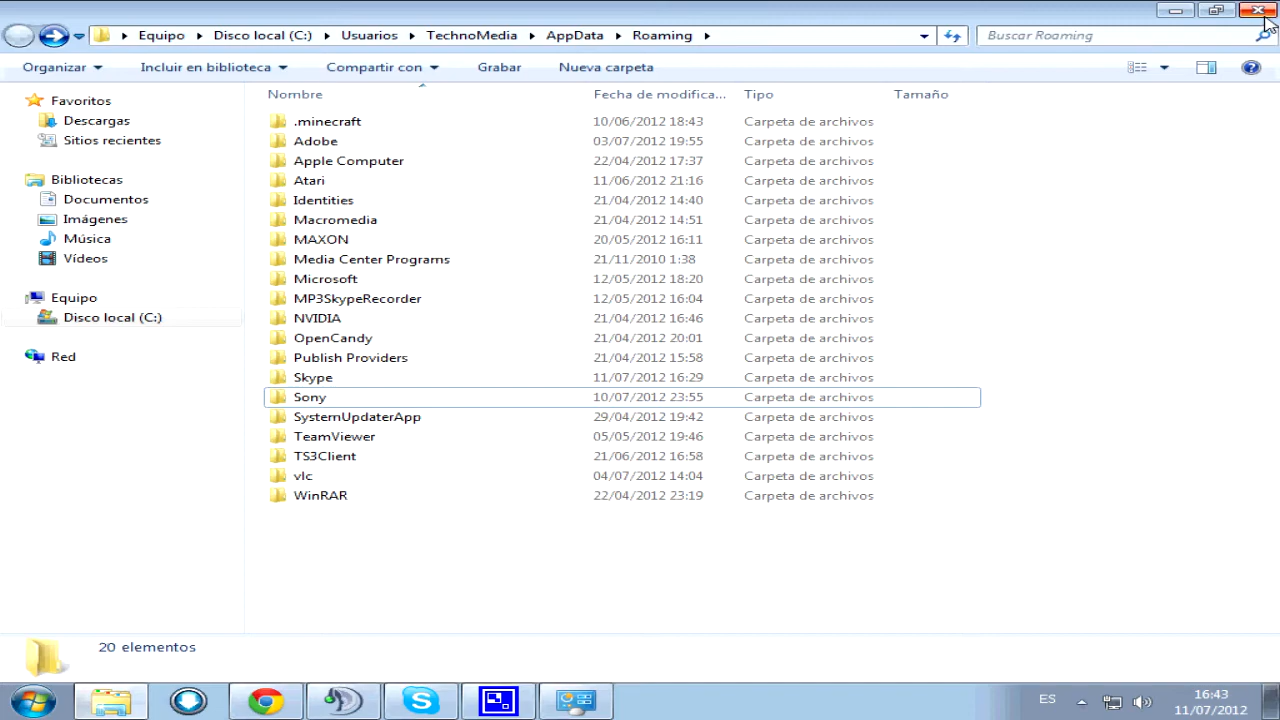 Equipo Disco local (C:) Usuarios TechnoMedia AppData Roaming Buscar Roaming
Organizar Incluir en biblioteca Compartir con Grabar Nueva carpeta
Nombre Fecha de modifica... Tipo Tamaño
Favoritos
Descargas
Sitios recientes
Bibliotecas
Documentos
Imágenes
Música
Vídeos
Equipo
Disco local (C:)
Red
.minecraft 10/06/2012 18:43 Carpeta de archivos
Adobe 03/07/2012 19:55 Carpeta de archivos
Apple Computer 22/04/2012 17:37 Carpeta de archivos
Atari 11/06/2012 21:16 Carpeta de archivos
Identities 21/04/2012 14:40 Carpeta de archivos
Macromedia 21/04/2012 14:51 Carpeta de archivos
MAXON 20/05/2012 16:11 Carpeta de archivos
Media Center Programs 21/11/2010 1:38 Carpeta de archivos
Microsoft 12/05/2012 18:20 Carpeta de archivos
MP3SkypeRecorder 12/05/2012 16:04 Carpeta de archivos
NVIDIA 21/04/2012 16:46 Carpeta de archivos
OpenCandy 21/04/2012 20:01 Carpeta de archivos
Publish Providers 21/04/2012 15:58 Carpeta de archivos
Skype 11/07/2012 16:29 Carpeta de archivos
Sony 10/07/2012 23:55 Carpeta de archivos
SystemUpdaterApp 29/04/2012 19:42 Carpeta de archivos
TeamViewer 05/05/2012 19:46 Carpeta de archivos
TS3Client 21/06/2012 16:58 Carpeta de archivos
vlc 04/07/2012 14:04 Carpeta de archivos
WinRAR 22/04/2012 23:19 Carpeta de archivos
20 elementos
ES 16:43
11/07/2012